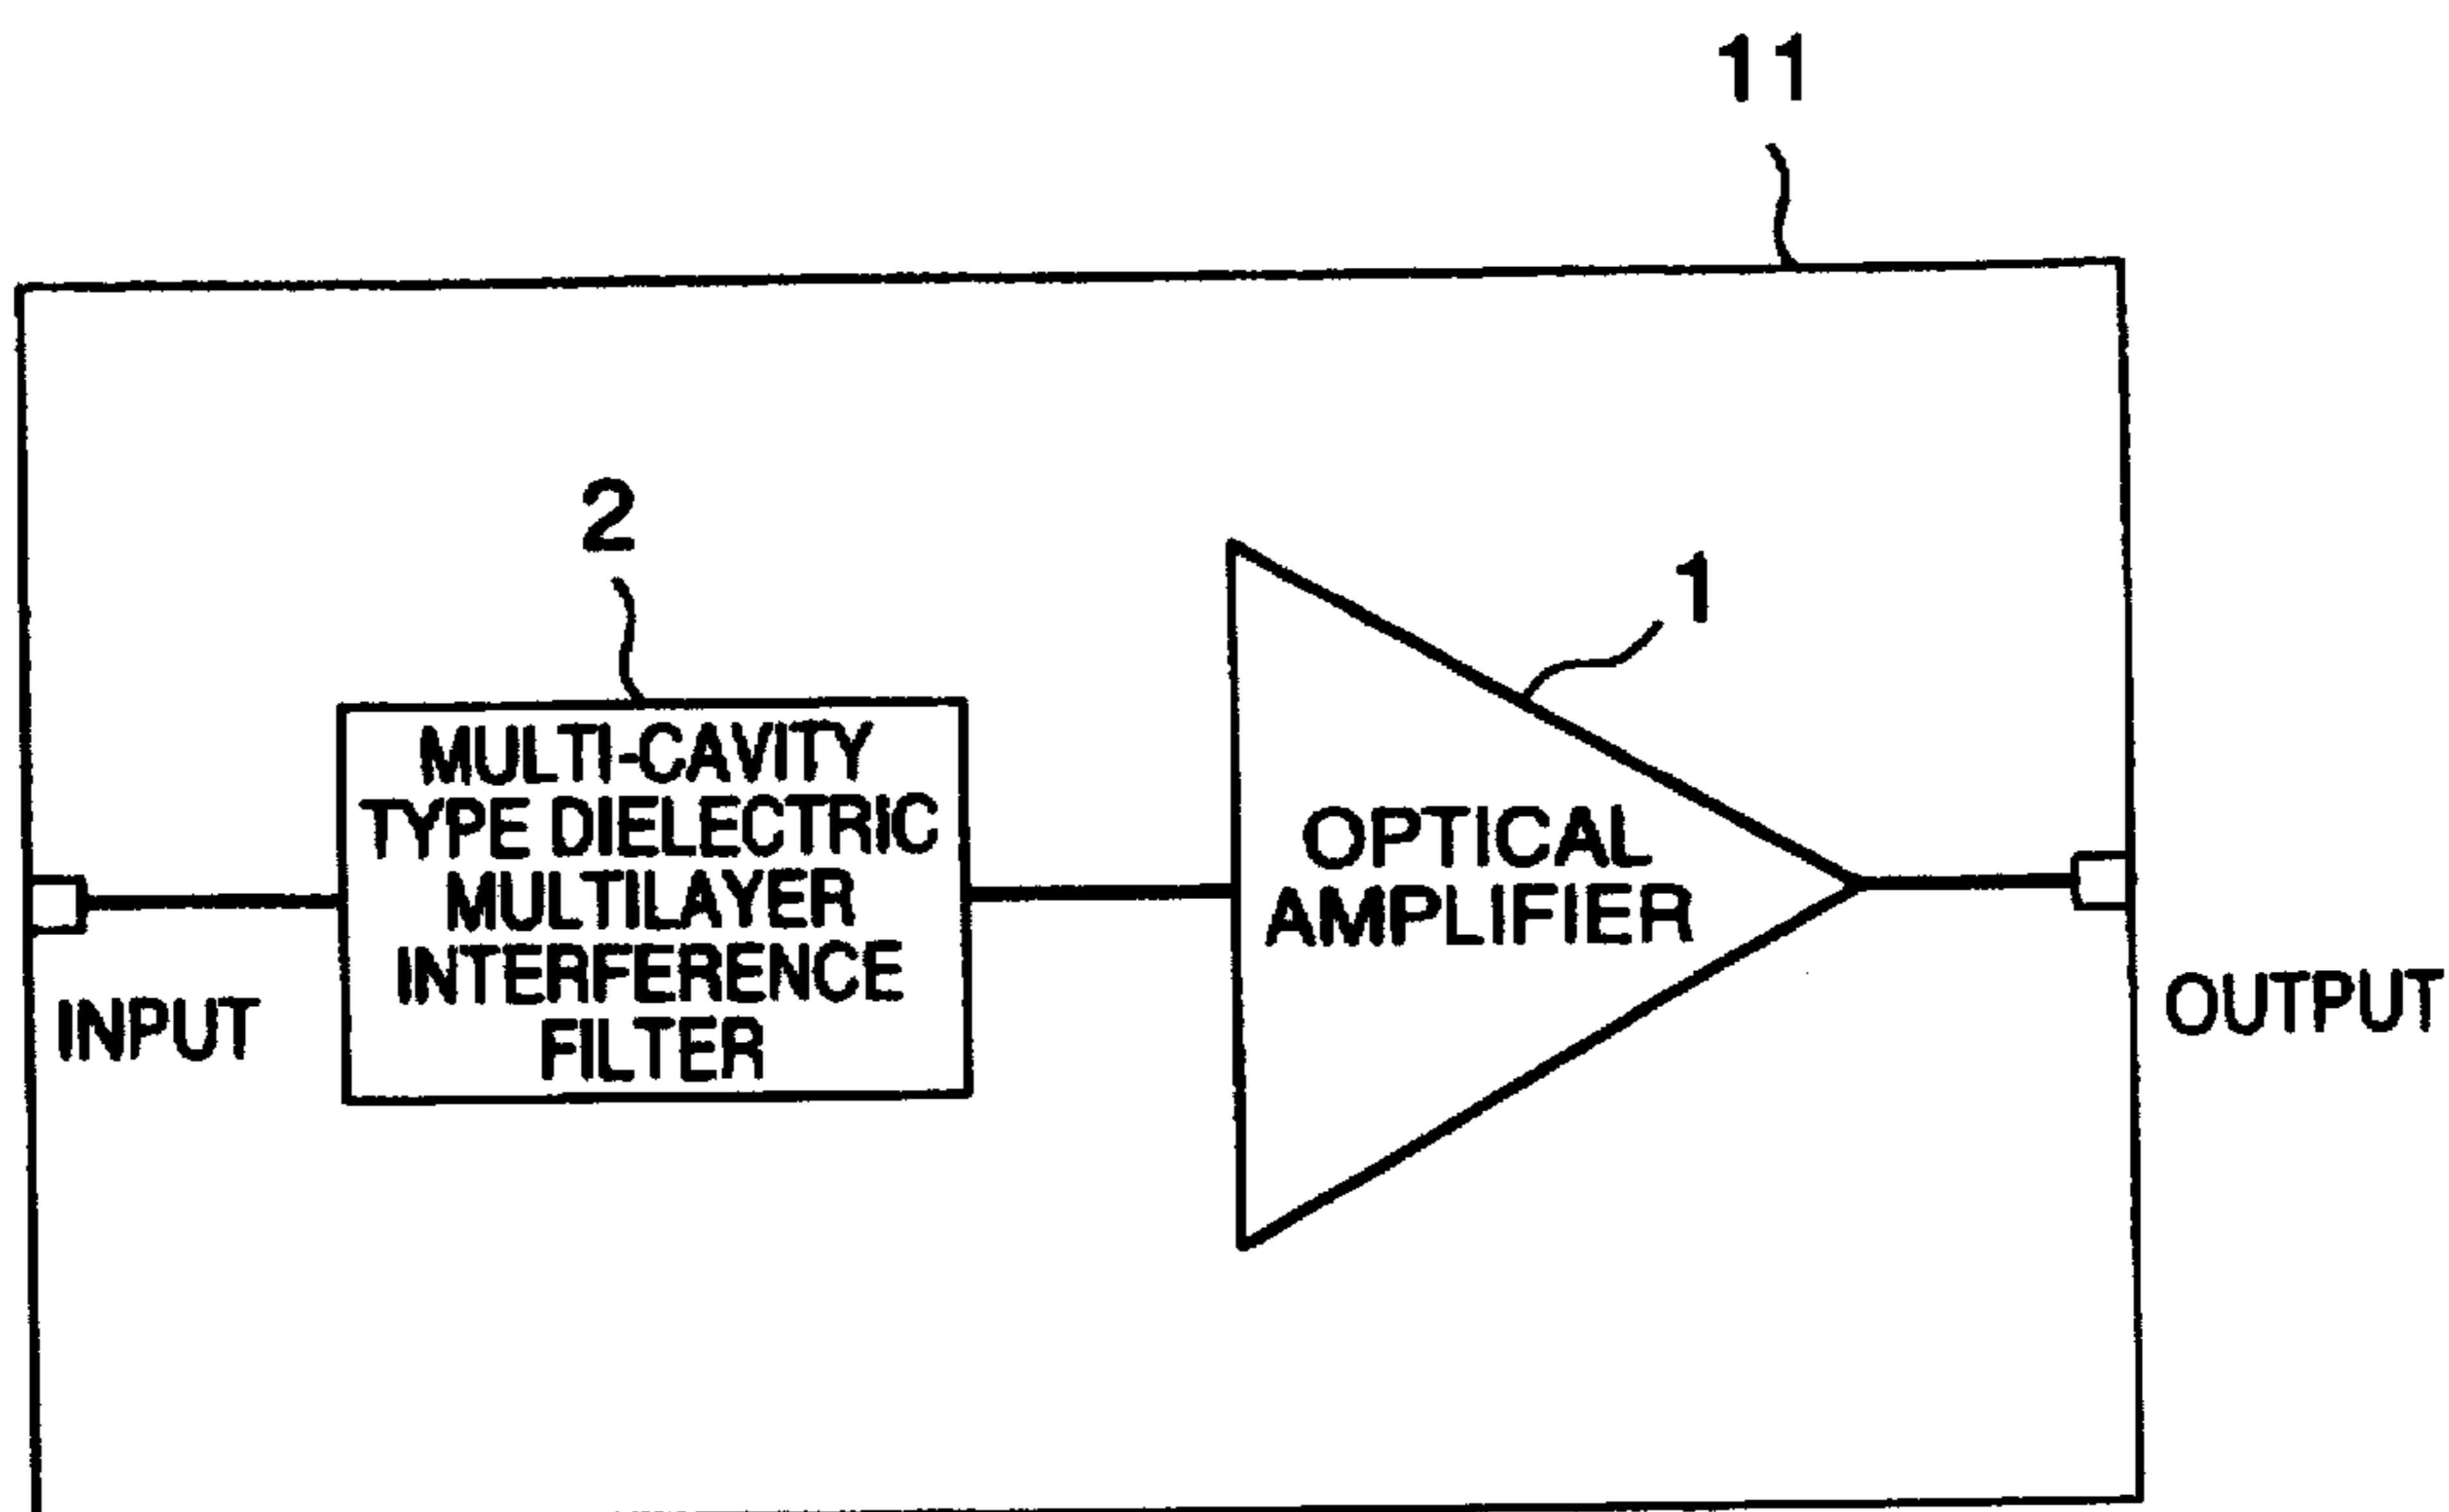 11
2
1
MULTI-CAVITY
TYPE DIELECTRIC
MULTILAYER
INTERFERENCE
FILTER
OPTICAL
AMPLIFIER
INPUT
OUTPUT